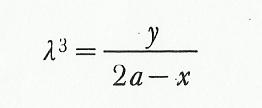 λ³ = y / (2a − x)